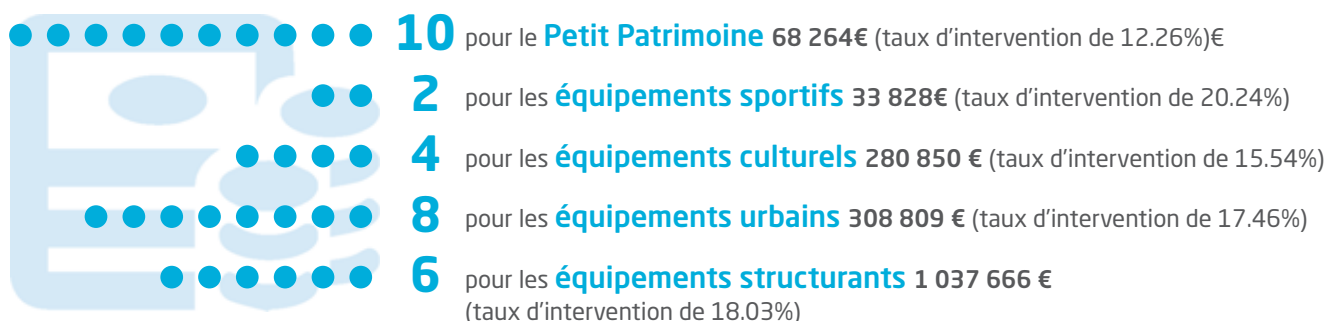 10 pour le Petit Patrimoine 68 264€ (taux d'intervention de 12.26%)€
2 pour les équipements sportifs 33 828€ (taux d'intervention de 20.24%)
4 pour les équipements culturels 280 850 € (taux d'intervention de 15.54%)
8 pour les équipements urbains 308 809 € (taux d'intervention de 17.46%)
6 pour les équipements structurants 1 037 666 €
(taux d'intervention de 18.03%)